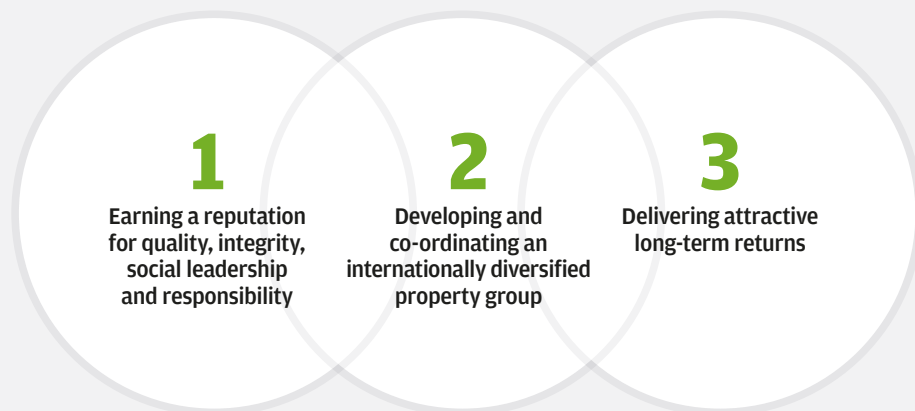 1
Earning a reputation
for quality, integrity,
social leadership
and responsibility
2
Developing and
co-ordinating an
internationally diversified
property group
3
Delivering attractive
long-term returns